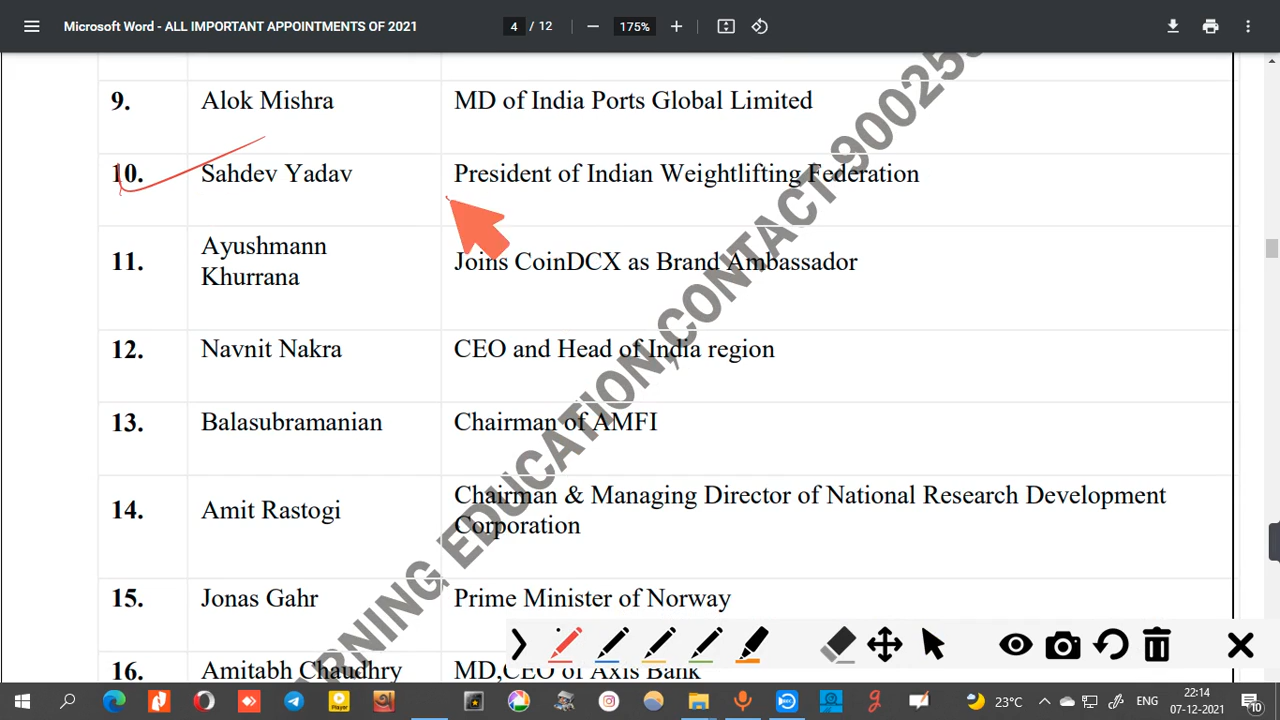 Microsoft Word - ALL IMPORTANT APPOINTMENTS OF 2021
4 / 12
175%
9. Alok Mishra MD of India Ports Global Limited
10. Sahdev Yadav President of Indian Weightlifting Federation
11. Ayushmann Khurrana Joins CoinDCX as Brand Ambassador
12. Navnit Nakra CEO and Head of India region
13. Balasubramanian Chairman of AMFI
14. Amit Rastogi Chairman & Managing Director of National Research Development
Corporation
15. Jonas Gahr Prime Minister of Norway
16. Amitabh Chaudhry MD,CEO of Axis Bank
RNING EDUCATION,CONTACT 9002
Player
23°C
ENG
22:14
07-12-2021
10